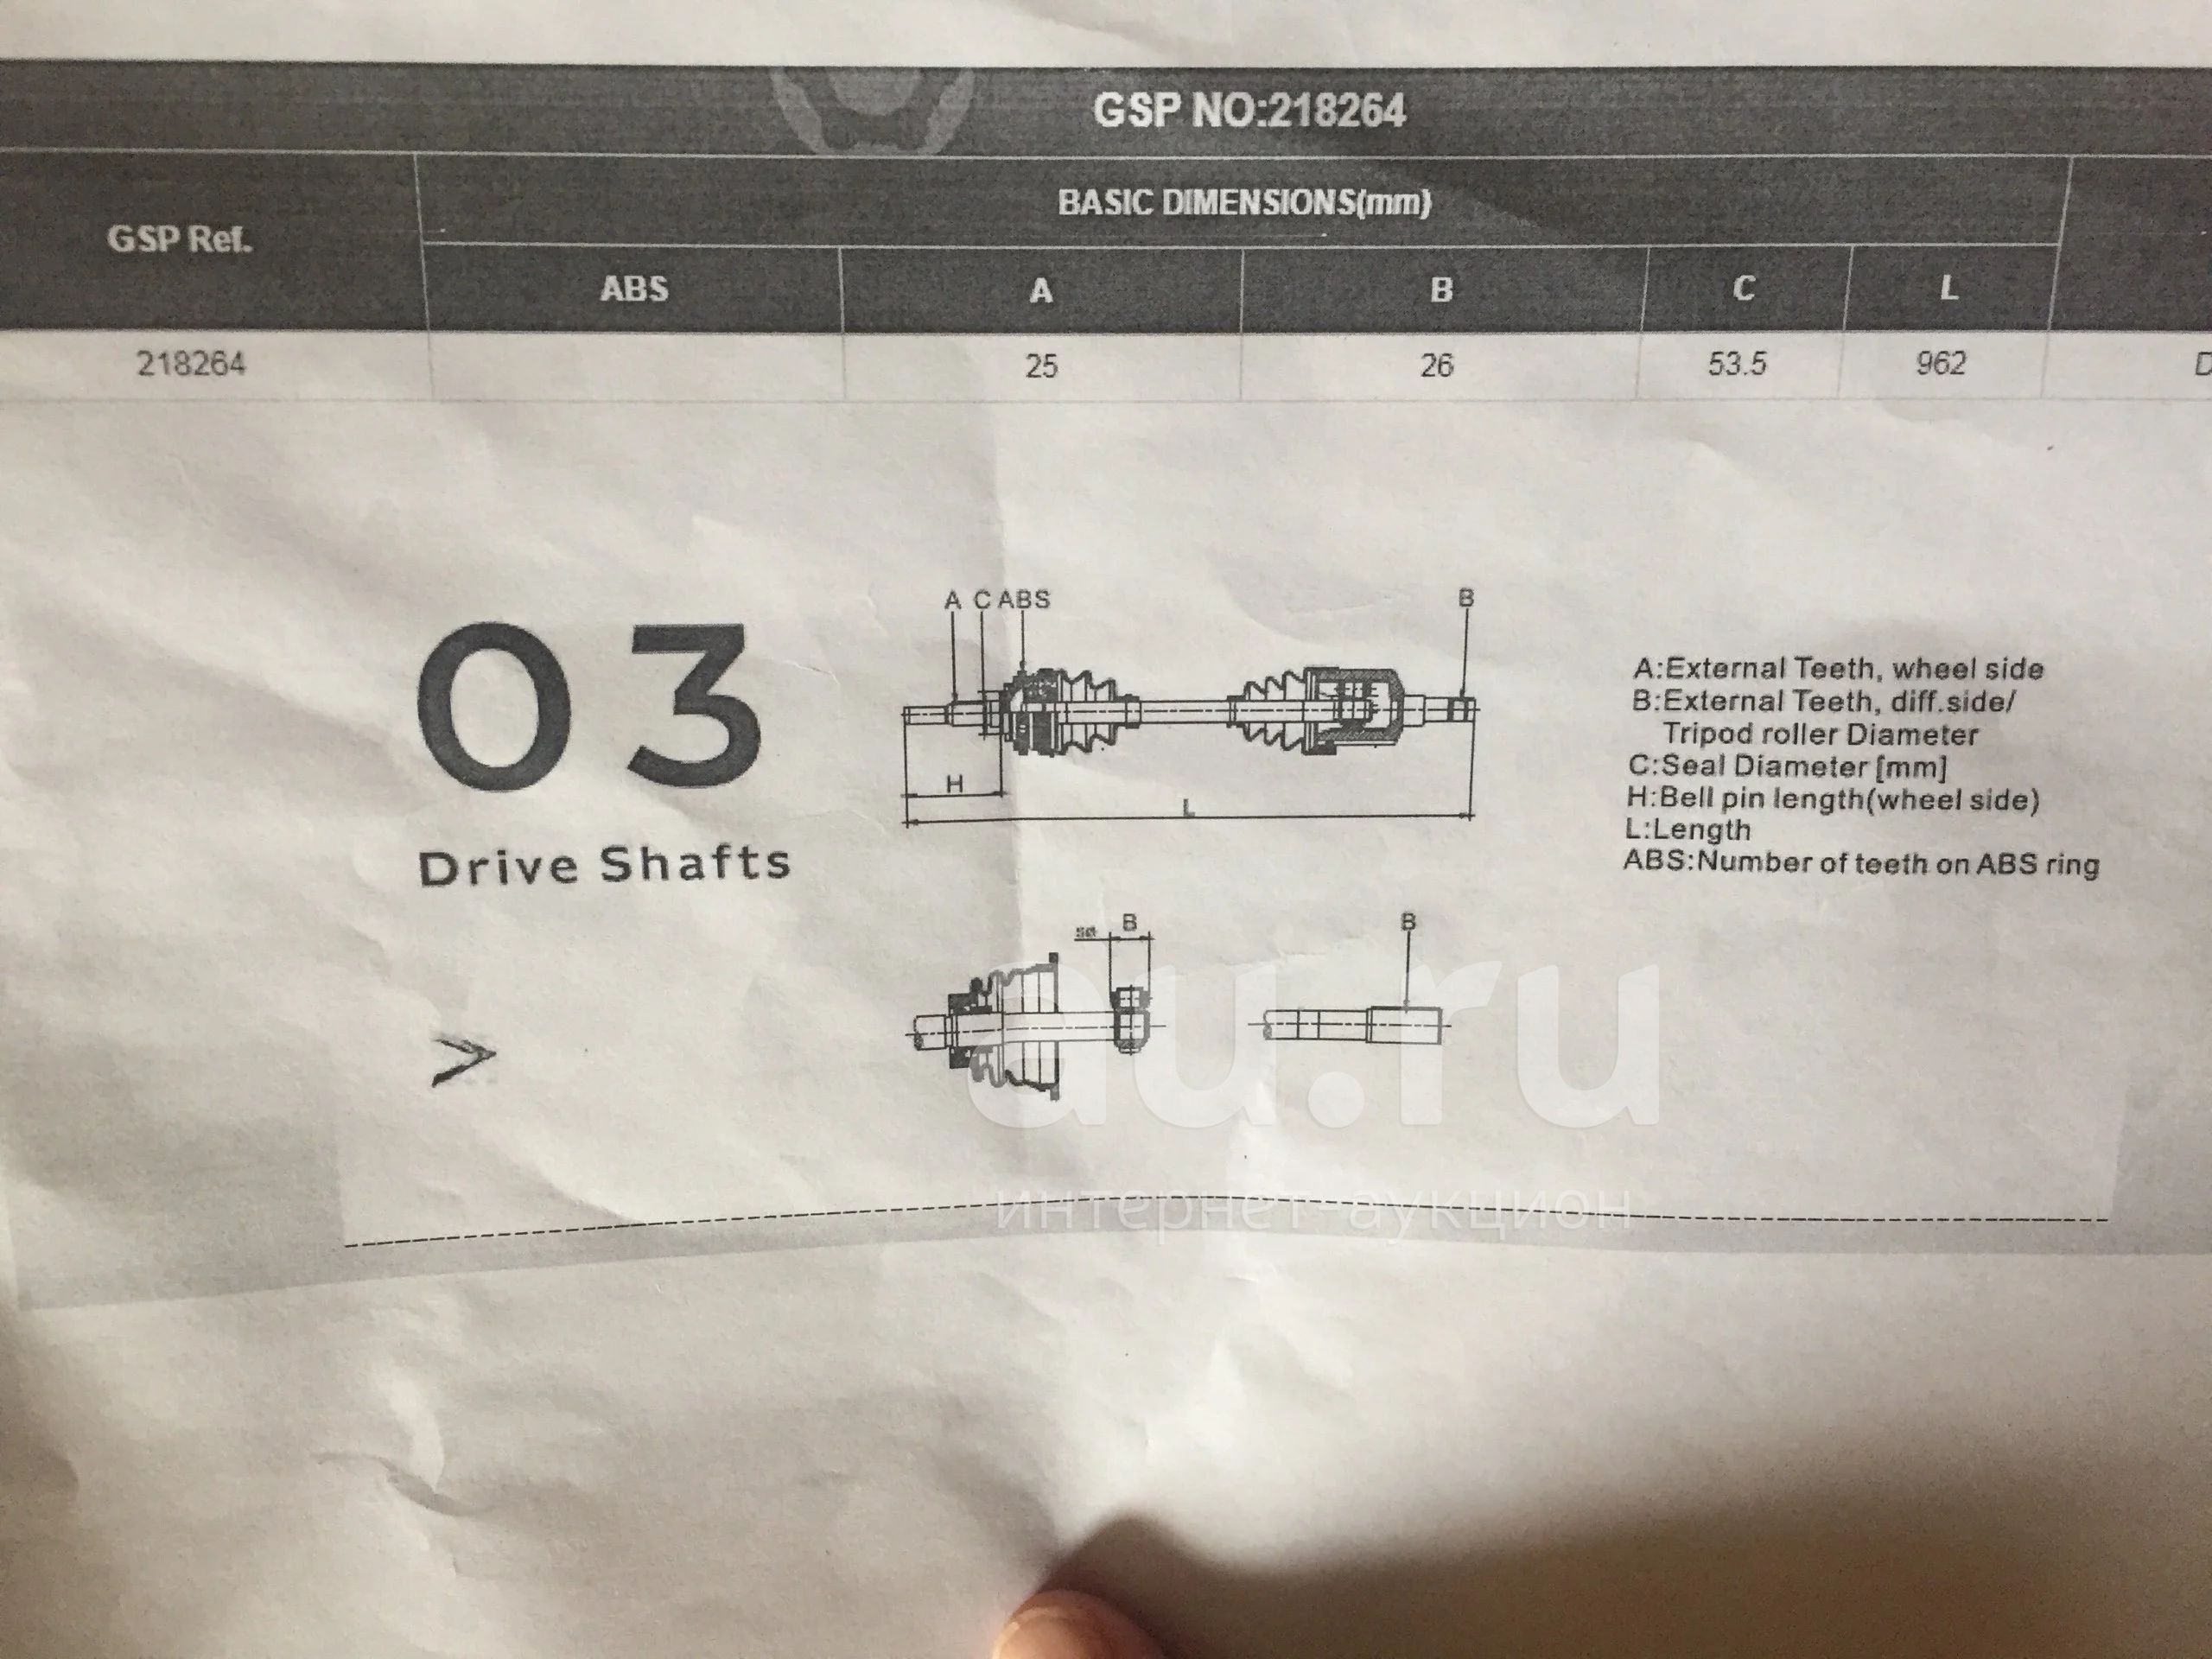 GSP NO:218264
BASIC DIMENSIONS(mm)
GSP Ref.
ABS A B C L
218264 25 26 53.5 962 D
A C ABS B
03
A:External Teeth, wheel side
B:External Teeth, diff.side/
Tripod roller Diameter
C:Seal Diameter [mm]
H
H:Bell pin length(wheel side)
L
L:Length
Drive Shafts
ABS:Number of teeth on ABS ring
B B
au.ru
интернет-аукцион